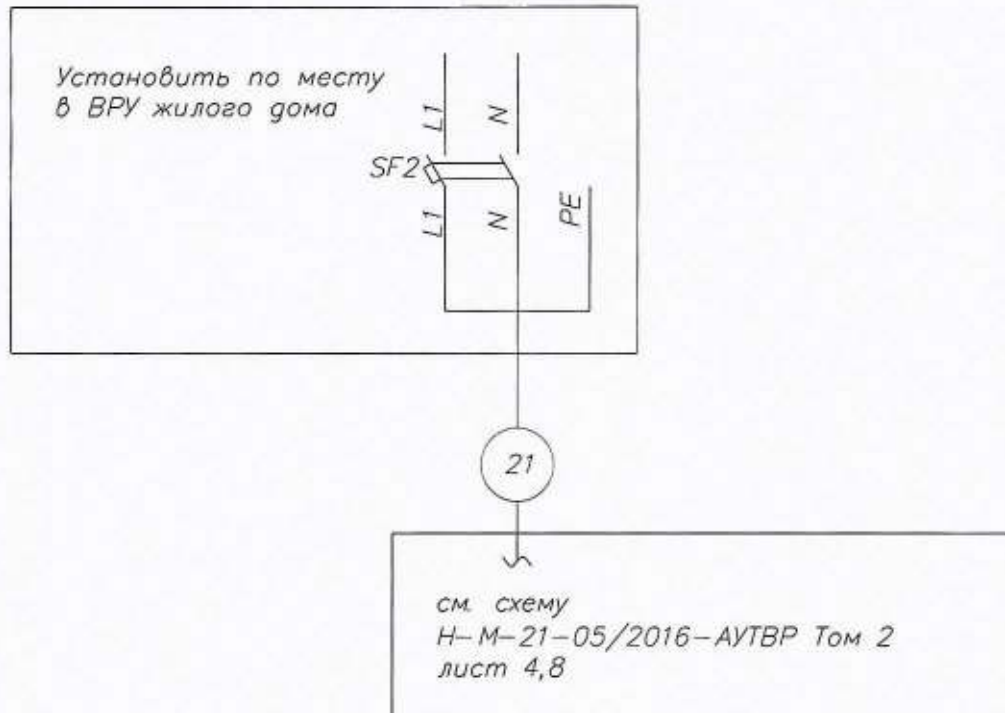 Установить по месту
в ВРУ жилого дома
L1
N
SF2
L1
N
PE
21
см. схему
Н-М-21-05/2016-АУТВР Том 2
лист 4,8